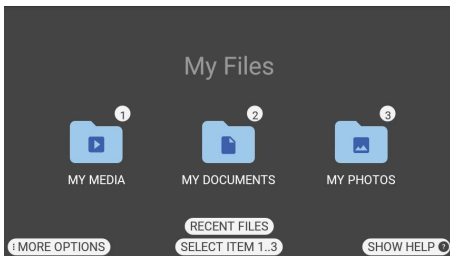 My Files
1
2
3
MY MEDIA
MY DOCUMENTS
MY PHOTOS
RECENT FILES
⋮ MORE OPTIONS
SELECT ITEM 1..3
SHOW HELP ?